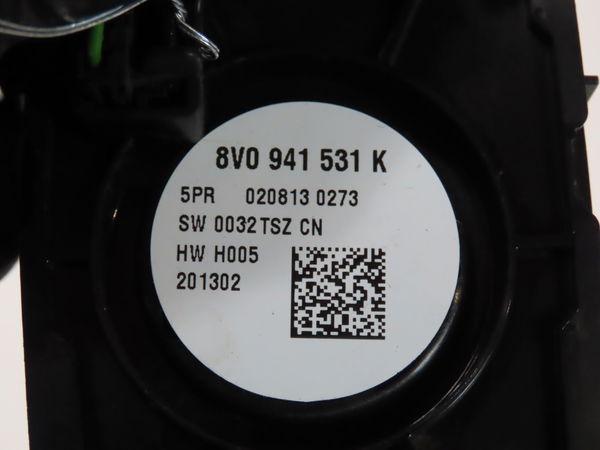 8V0 941 531 K
5PR 020813 0273
SW 0032 TSZ CN
HW H005
201302